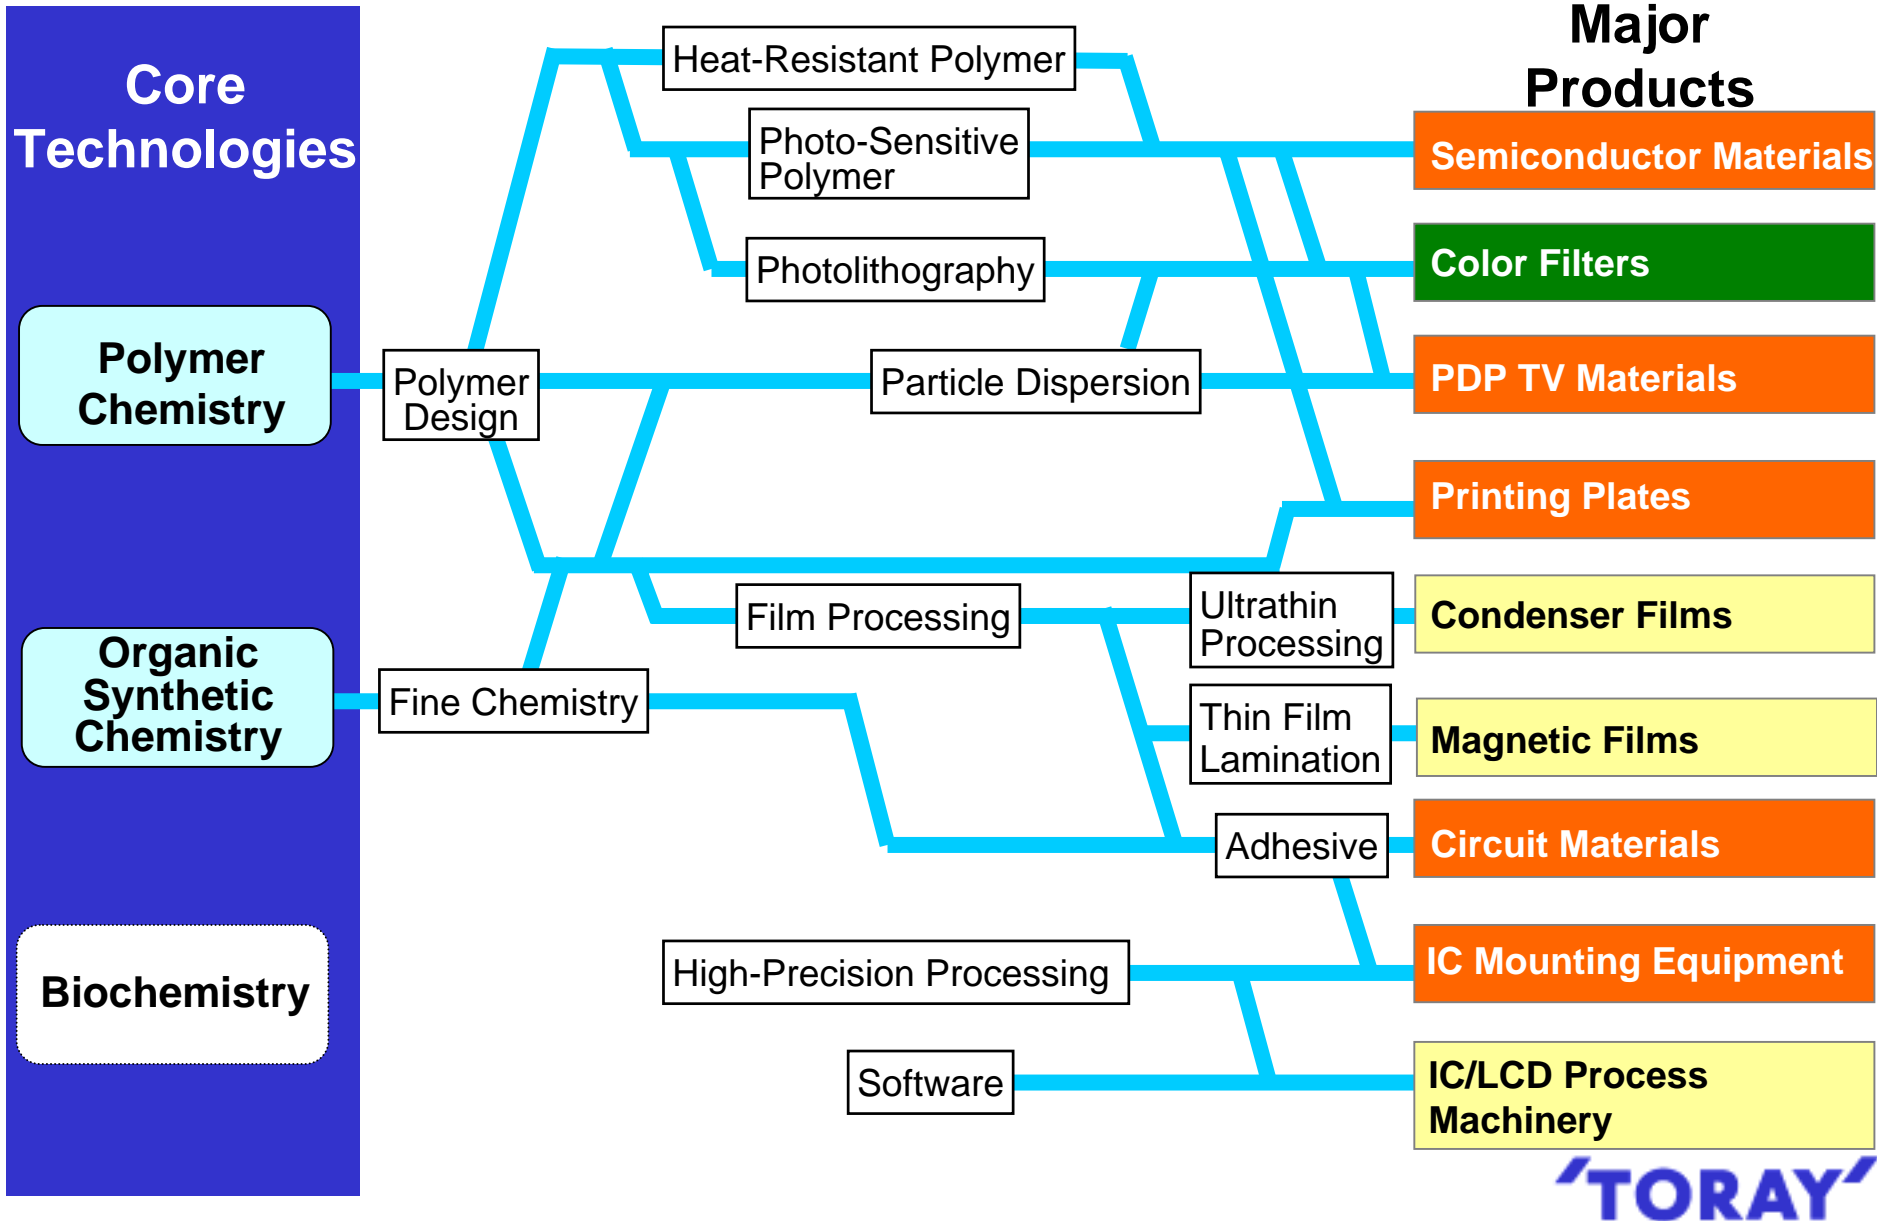 Core
Technologies
Polymer
Chemistry
Organic
Synthetic
Chemistry
Biochemistry
Polymer
Design
Fine Chemistry
Heat-Resistant Polymer
Photo-Sensitive
Polymer
Photolithography
Particle Dispersion
Film Processing
Ultrathin
Processing
Thin Film
Lamination
Adhesive
High-Precision Processing
Software
Major
Products
Semiconductor Materials
Color Filters
PDP TV Materials
Printing Plates
Condenser Films
Magnetic Films
Circuit Materials
IC Mounting Equipment
IC/LCD Process
Machinery
'TORAY'